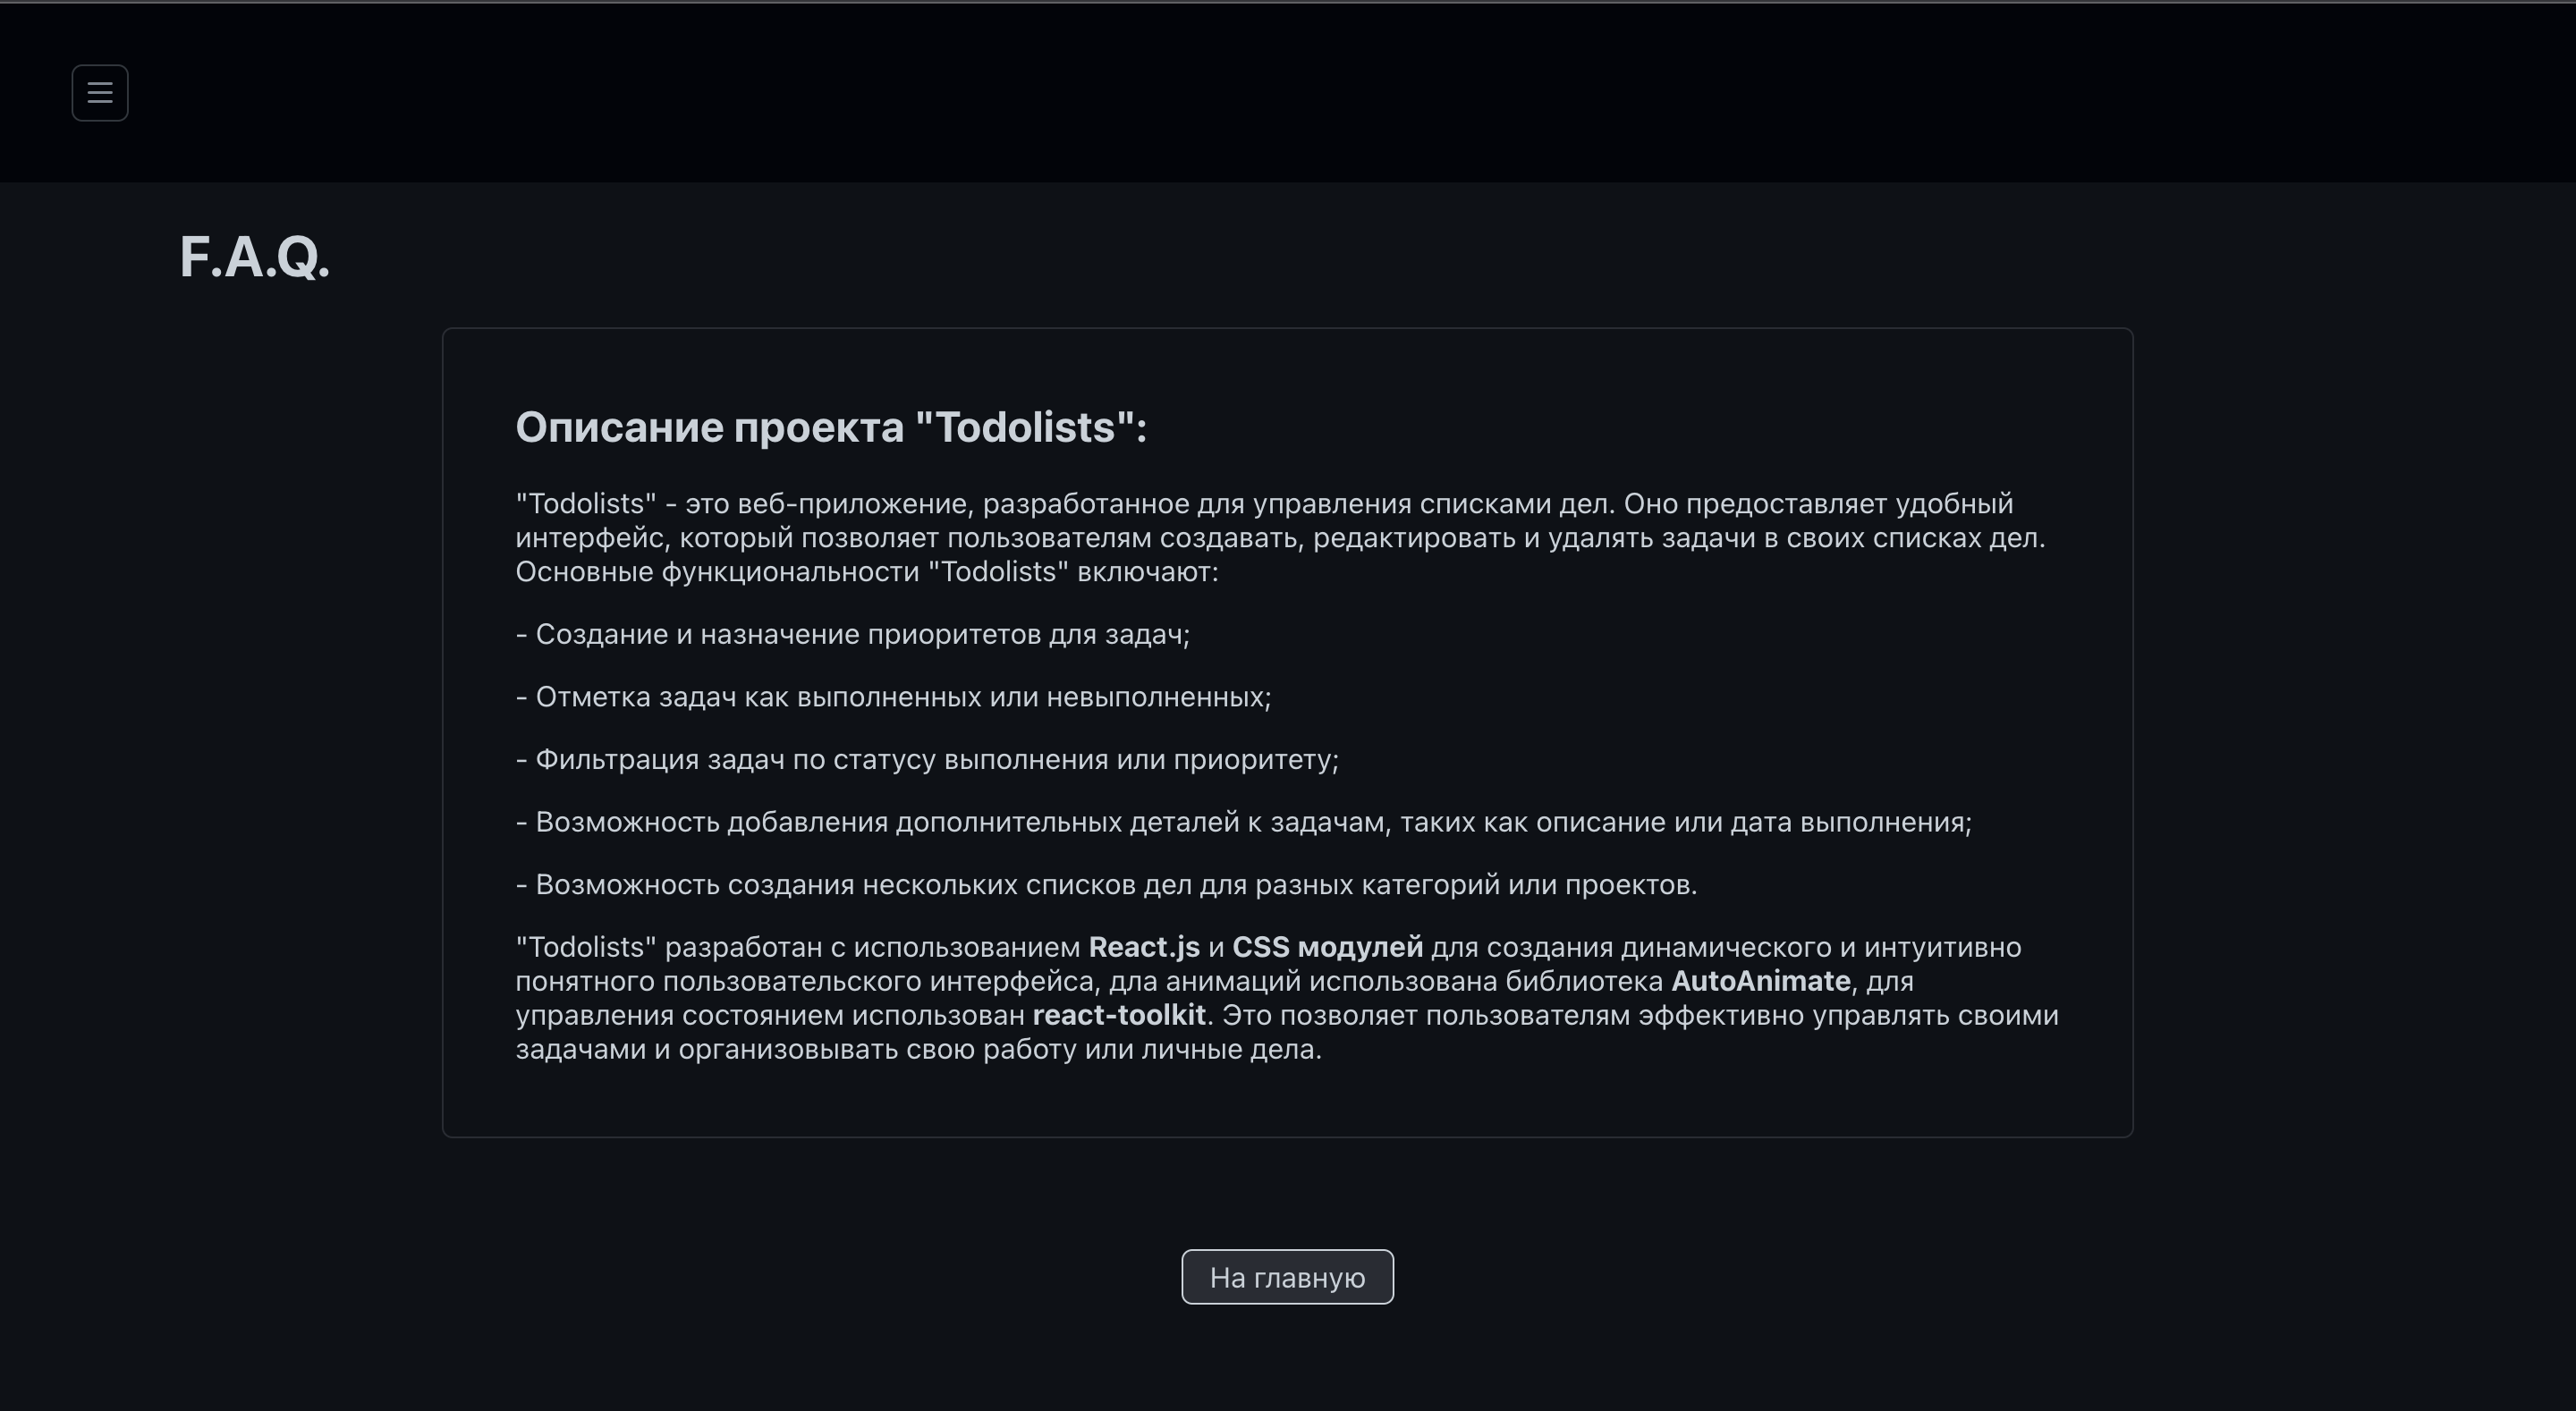 F.A.Q.
Описание проекта "Todolists":
"Todolists" - это веб-приложение, разработанное для управления списками дел. Оно предоставляет удобный
интерфейс, который позволяет пользователям создавать, редактировать и удалять задачи в своих списках дел.
Основные функциональности "Todolists" включают:
- Создание и назначение приоритетов для задач;
- Отметка задач как выполненных или невыполненных;
- Фильтрация задач по статусу выполнения или приоритету;
- Возможность добавления дополнительных деталей к задачам, таких как описание или дата выполнения;
- Возможность создания нескольких списков дел для разных категорий или проектов.
"Todolists" разработан с использованием React.js и CSS модулей для создания динамического и интуитивно
понятного пользовательского интерфейса, дла анимаций использована библиотека AutoAnimate, для
управления состоянием использован react-toolkit. Это позволяет пользователям эффективно управлять своими
задачами и организовывать свою работу или личные дела.
На главную